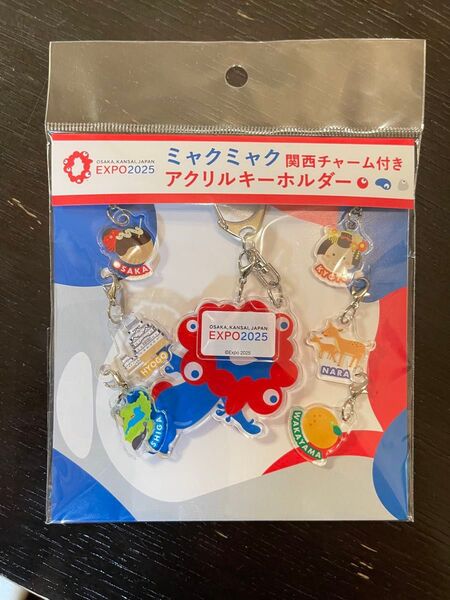 OSAKA, KANSAI, JAPAN
EXPO2025
ミャクミャク 関西チャーム付き
アクリルキーホルダー
OSAKA
KYOTO
HYOGO
OSAKA, KANSAI, JAPAN
EXPO2025
©Expo 2025
NARA
SHIGA
WAKAYAMA